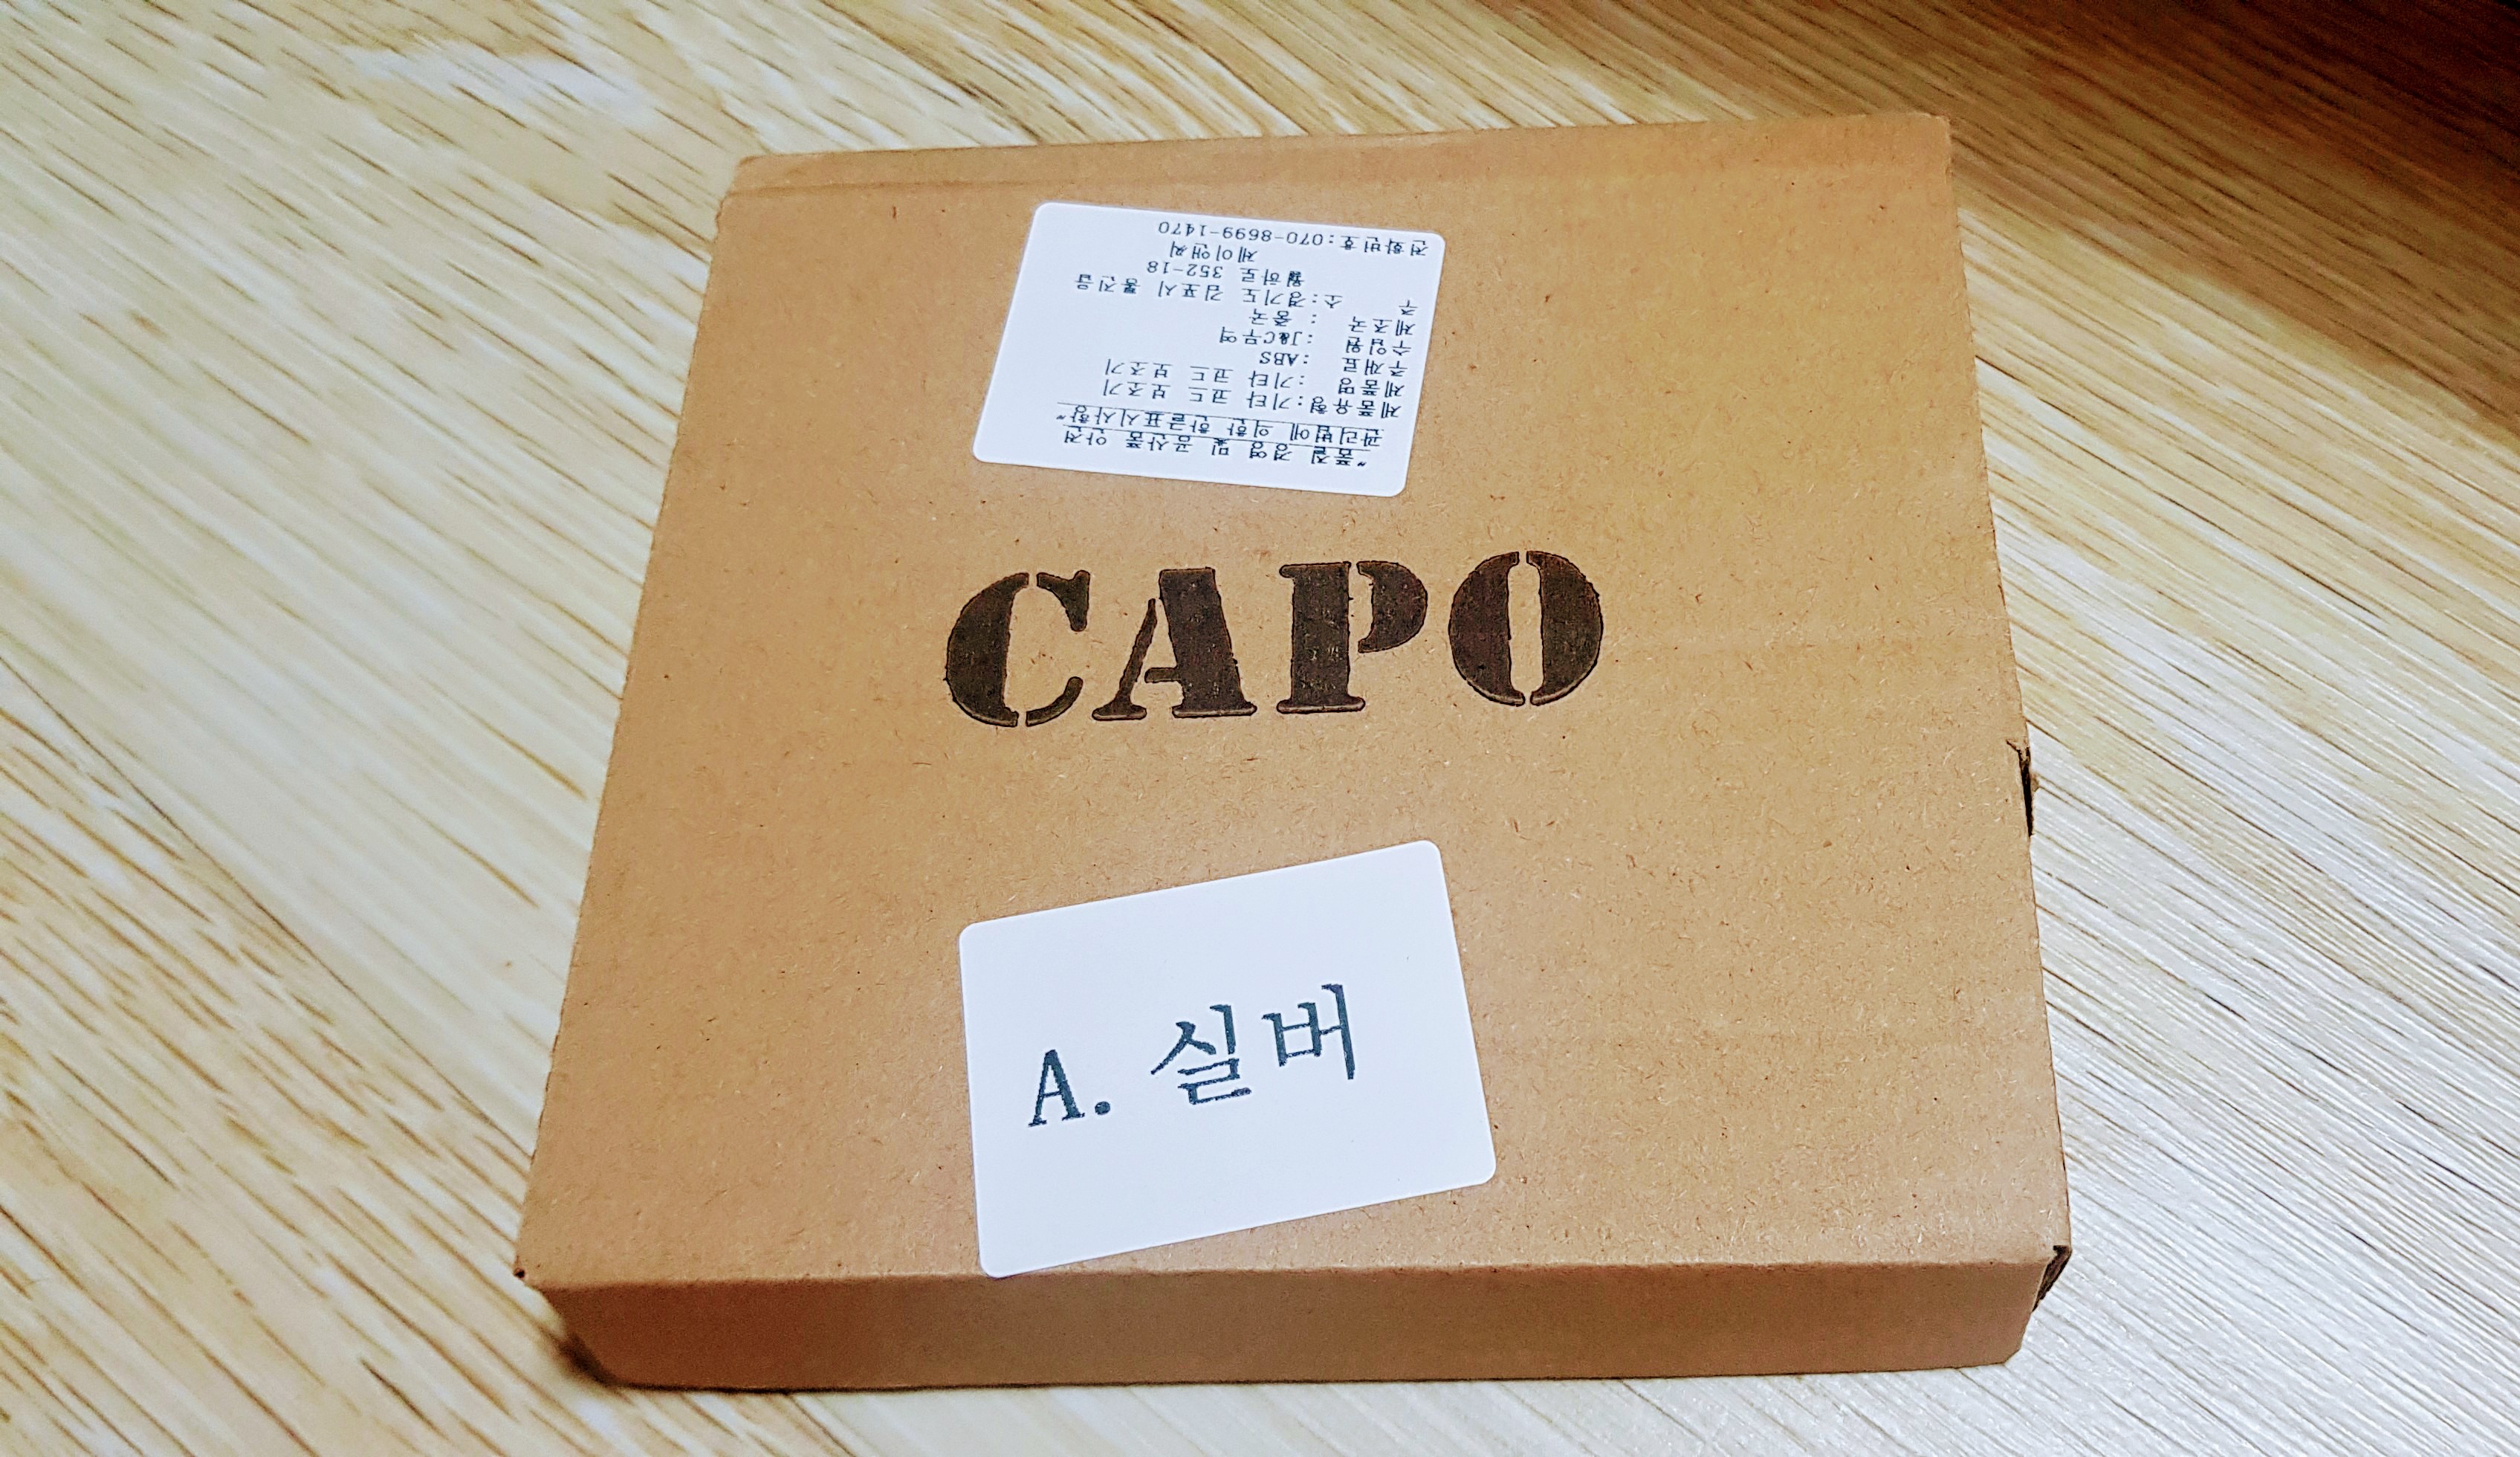 "품질 경영 및 공산품 안전
관리법에 의한 한글표시사항"
제품유형:기타 코드 보조기
제품명 :기타 코드 보조기
주재료 :ABS
수입원 :J&C무역
제조국 : 중국
주 소:경기도 김포시 통진읍
월하로 352-18
제이앤씨
전화번호:070-8699-1470
CAPO
A. 실버